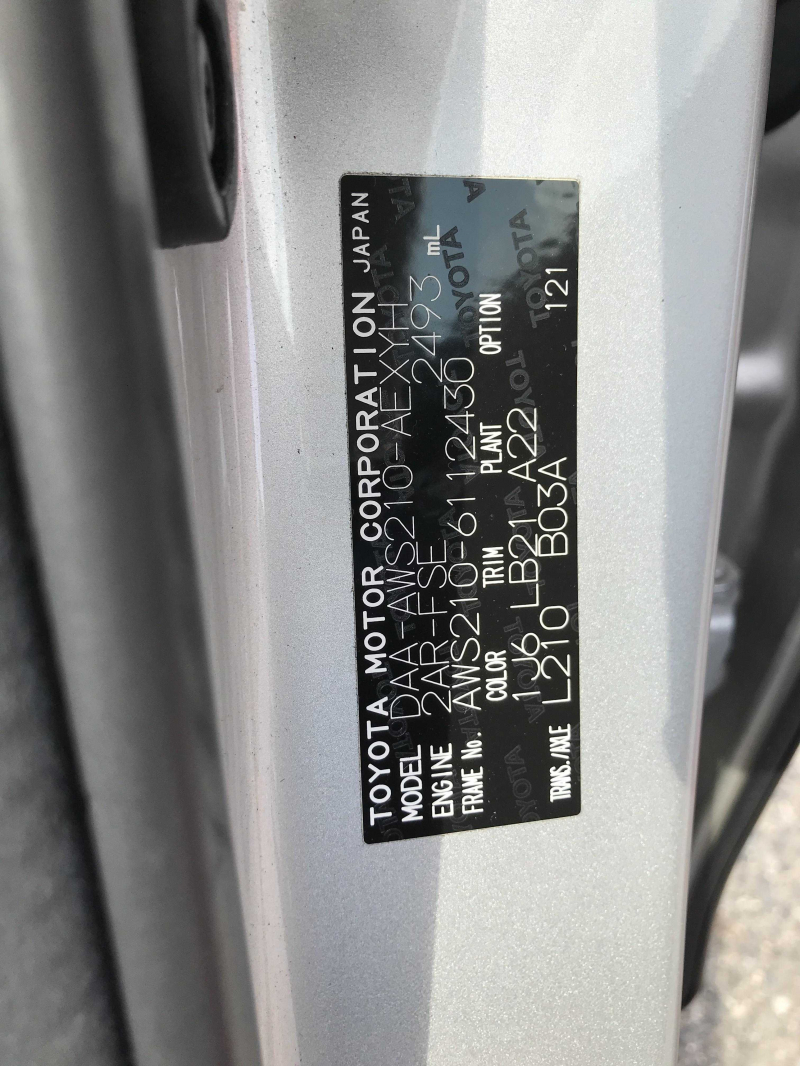 TOYOTA MOTOR CORPORATION JAPAN
MODEL DAA-AWS210-AEXYH
ENGINE 2AR-FSE 2493 mL
FRAME No. AWS210-6112430
COLOR TRIM PLANT OPTION
1J6 LB21 A22
TRANS./AXLE L210 B03A 121